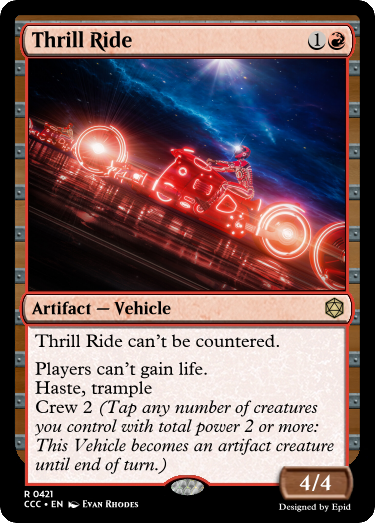 Thrill Ride 1
Artifact — Vehicle
Thrill Ride can't be countered.
Players can't gain life.
Haste, trample
Crew 2 (Tap any number of creatures
you control with total power 2 or more:
This Vehicle becomes an artifact creature
until end of turn.)
4/4
R 0421
CCC • EN Evan Rhodes
Designed by Epid